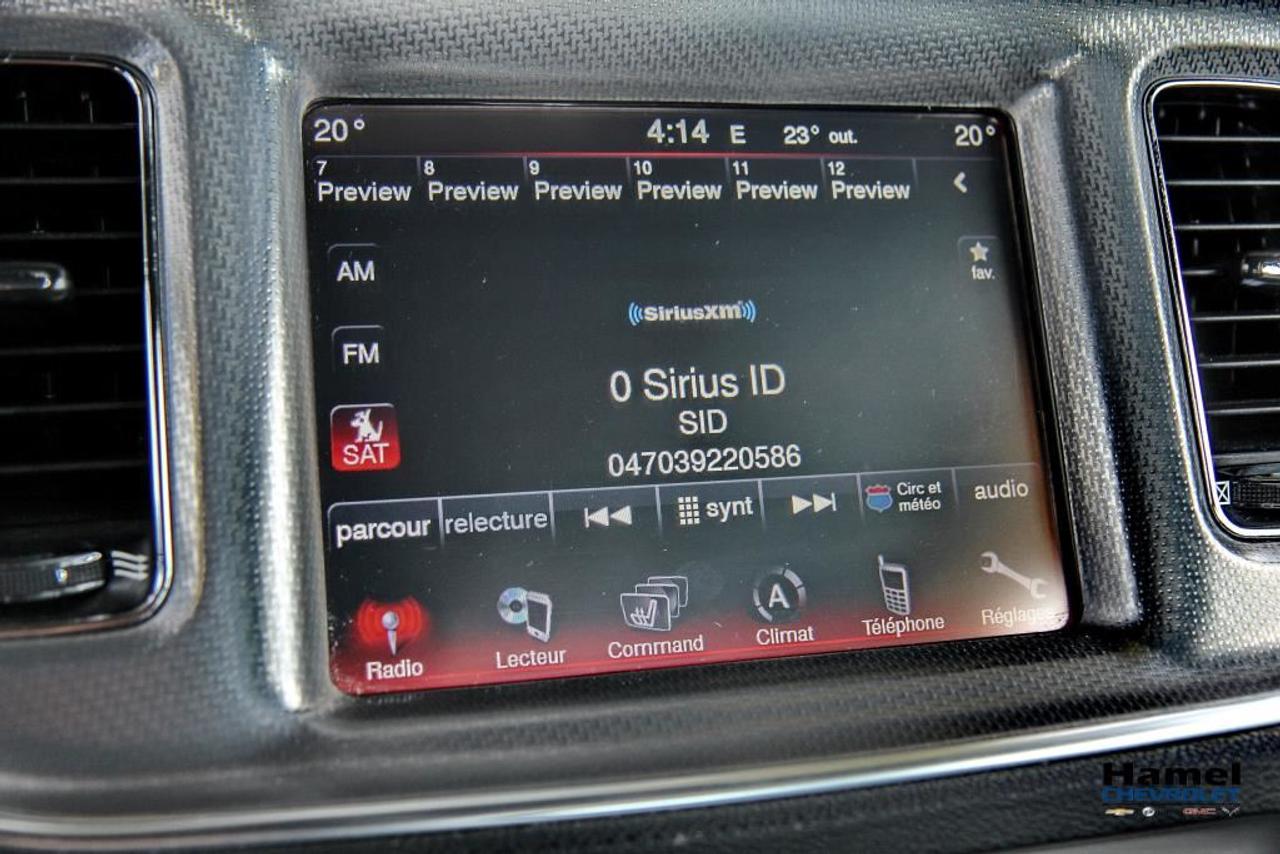 20° 4:14 E 23° out. 20°
7 8 9 10 11 12
Preview Preview Preview Preview Preview Preview
AM
fav.
SiriusXM
FM
0 Sirius ID
SID
SAT
047039220586
parcour relecture synt Circ et météo audio
Radio Lecteur Command Climat Téléphone Réglages
Hamel
CHEVROLET
GMC